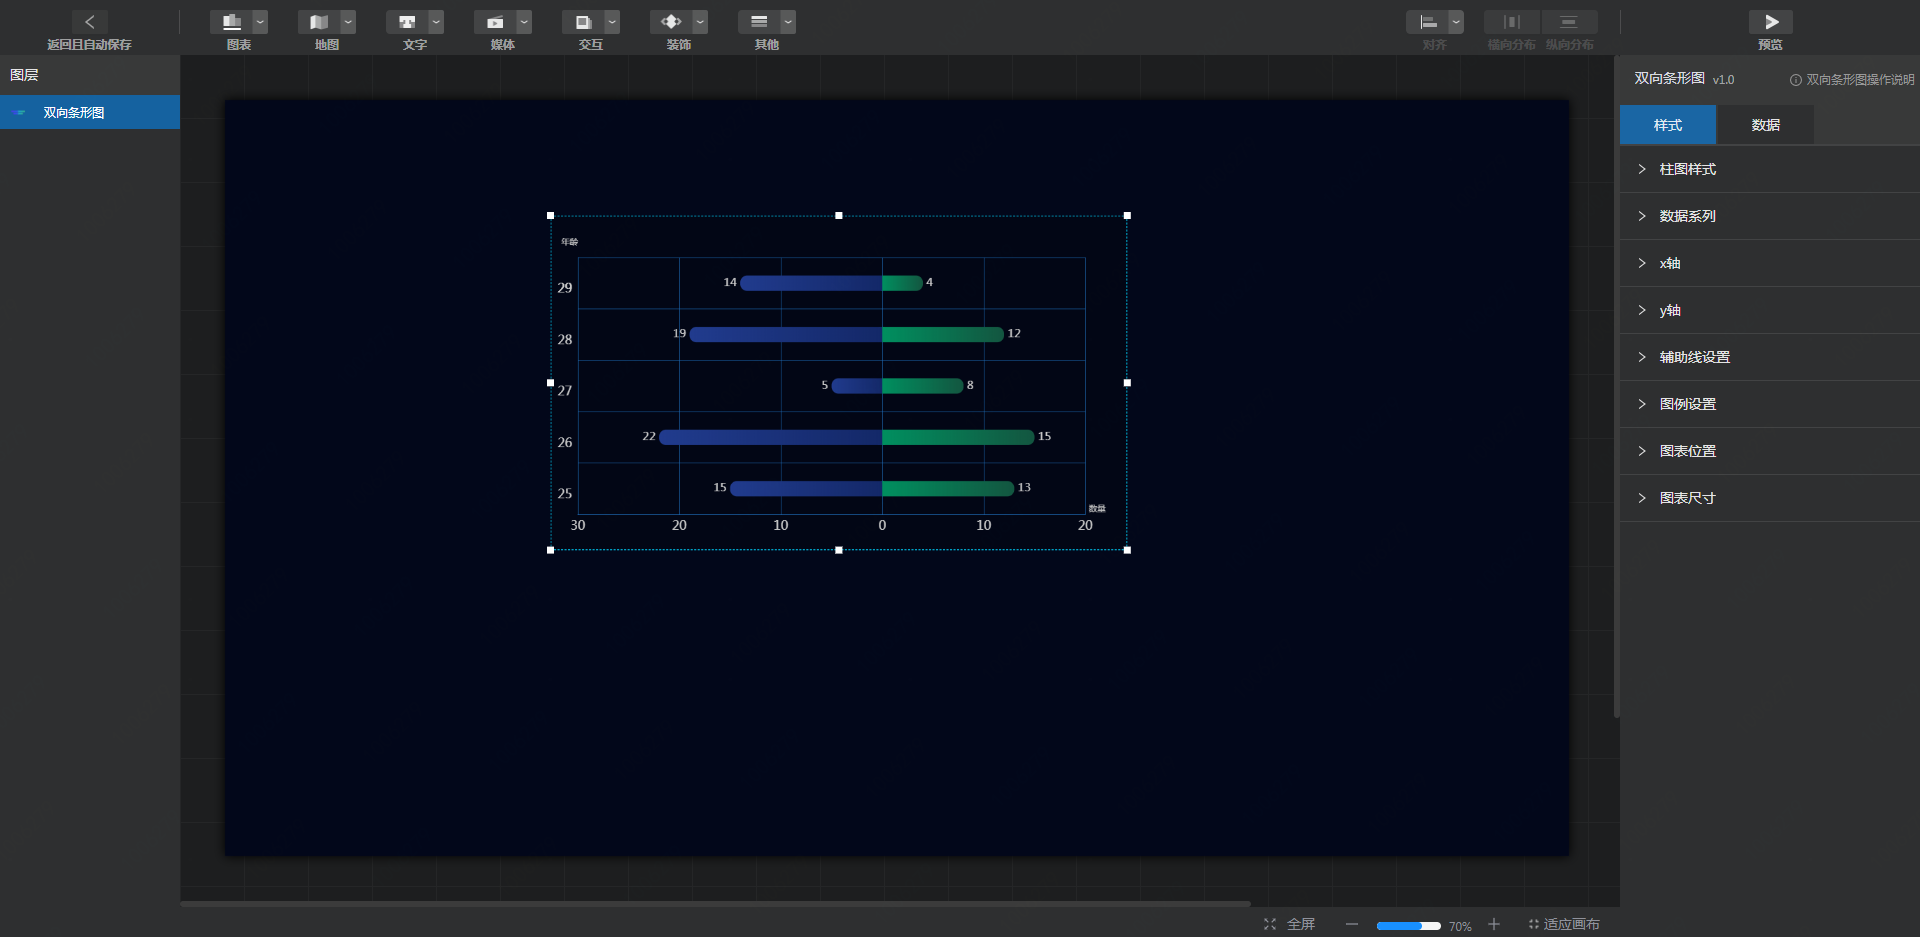 返回且自动保存
图表
地图
文字
媒体
交互
装饰
其他
对齐
横向分布
纵向分布
预览
图层
双向条形图
双向条形图 v1.0
双向条形图操作说明
样式
数据
柱图样式
数据系列
x轴
y轴
辅助线设置
图例设置
图表位置
图表尺寸
年龄
29 14 4
28 19 12
27 5 8
26 22 15
25 15 13
数量
30 20 10 0 10 20
全屏
70%
适应画布